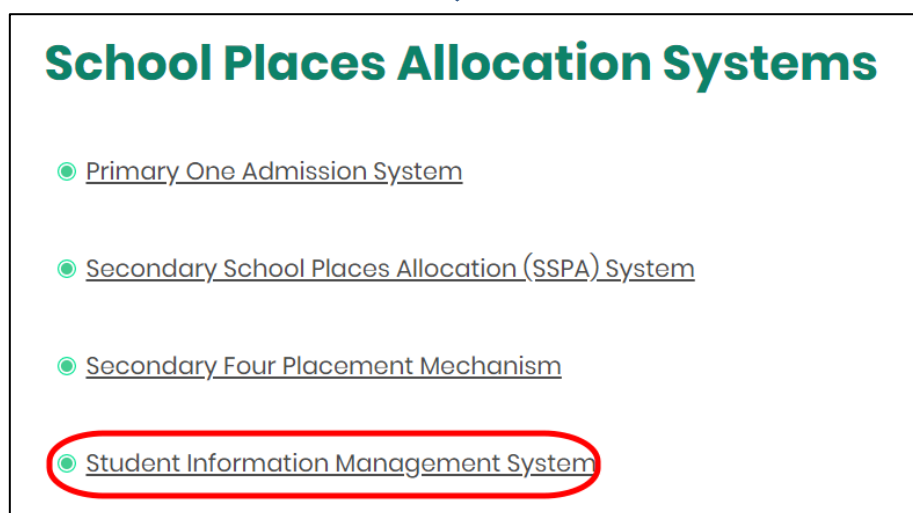 School Places Allocation Systems
Primary One Admission System
Secondary School Places Allocation (SSPA) System
Secondary Four Placement Mechanism
Student Information Management System